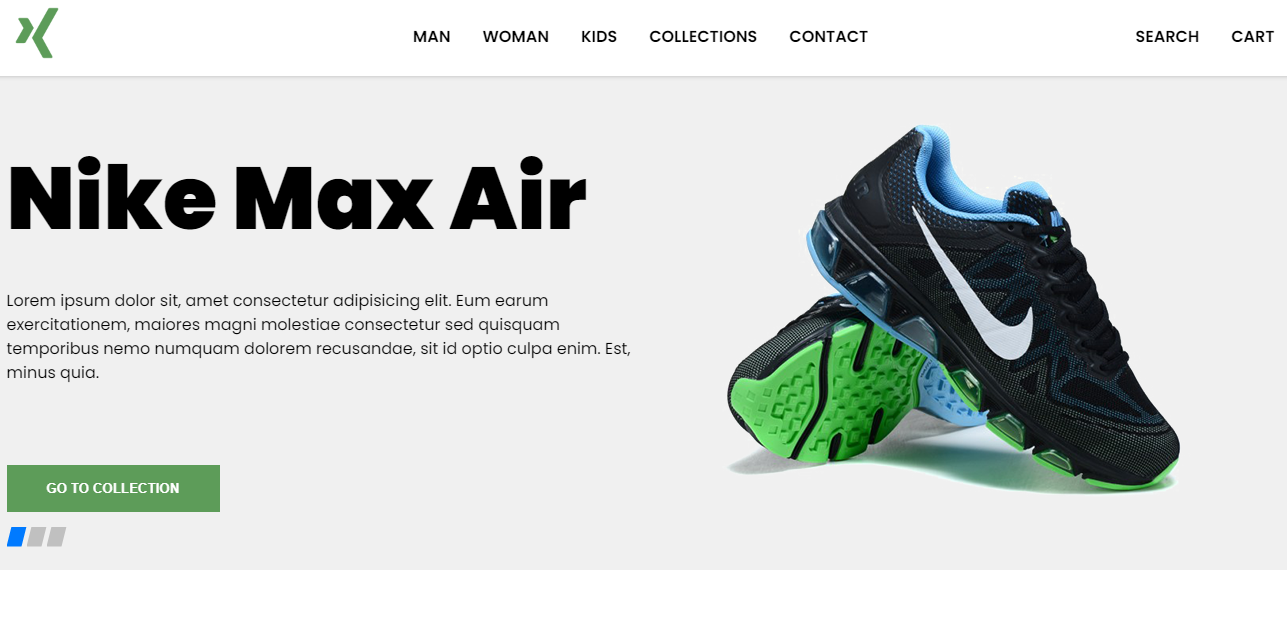 MAN WOMAN KIDS COLLECTIONS CONTACT SEARCH CART
Nike Max Air
Lorem ipsum dolor sit, amet consectetur adipisicing elit. Eum earum
exercitationem, maiores magni molestiae consectetur sed quisquam
temporibus nemo numquam dolorem recusandae, sit id optio culpa enim. Est,
minus quia.
GO TO COLLECTION